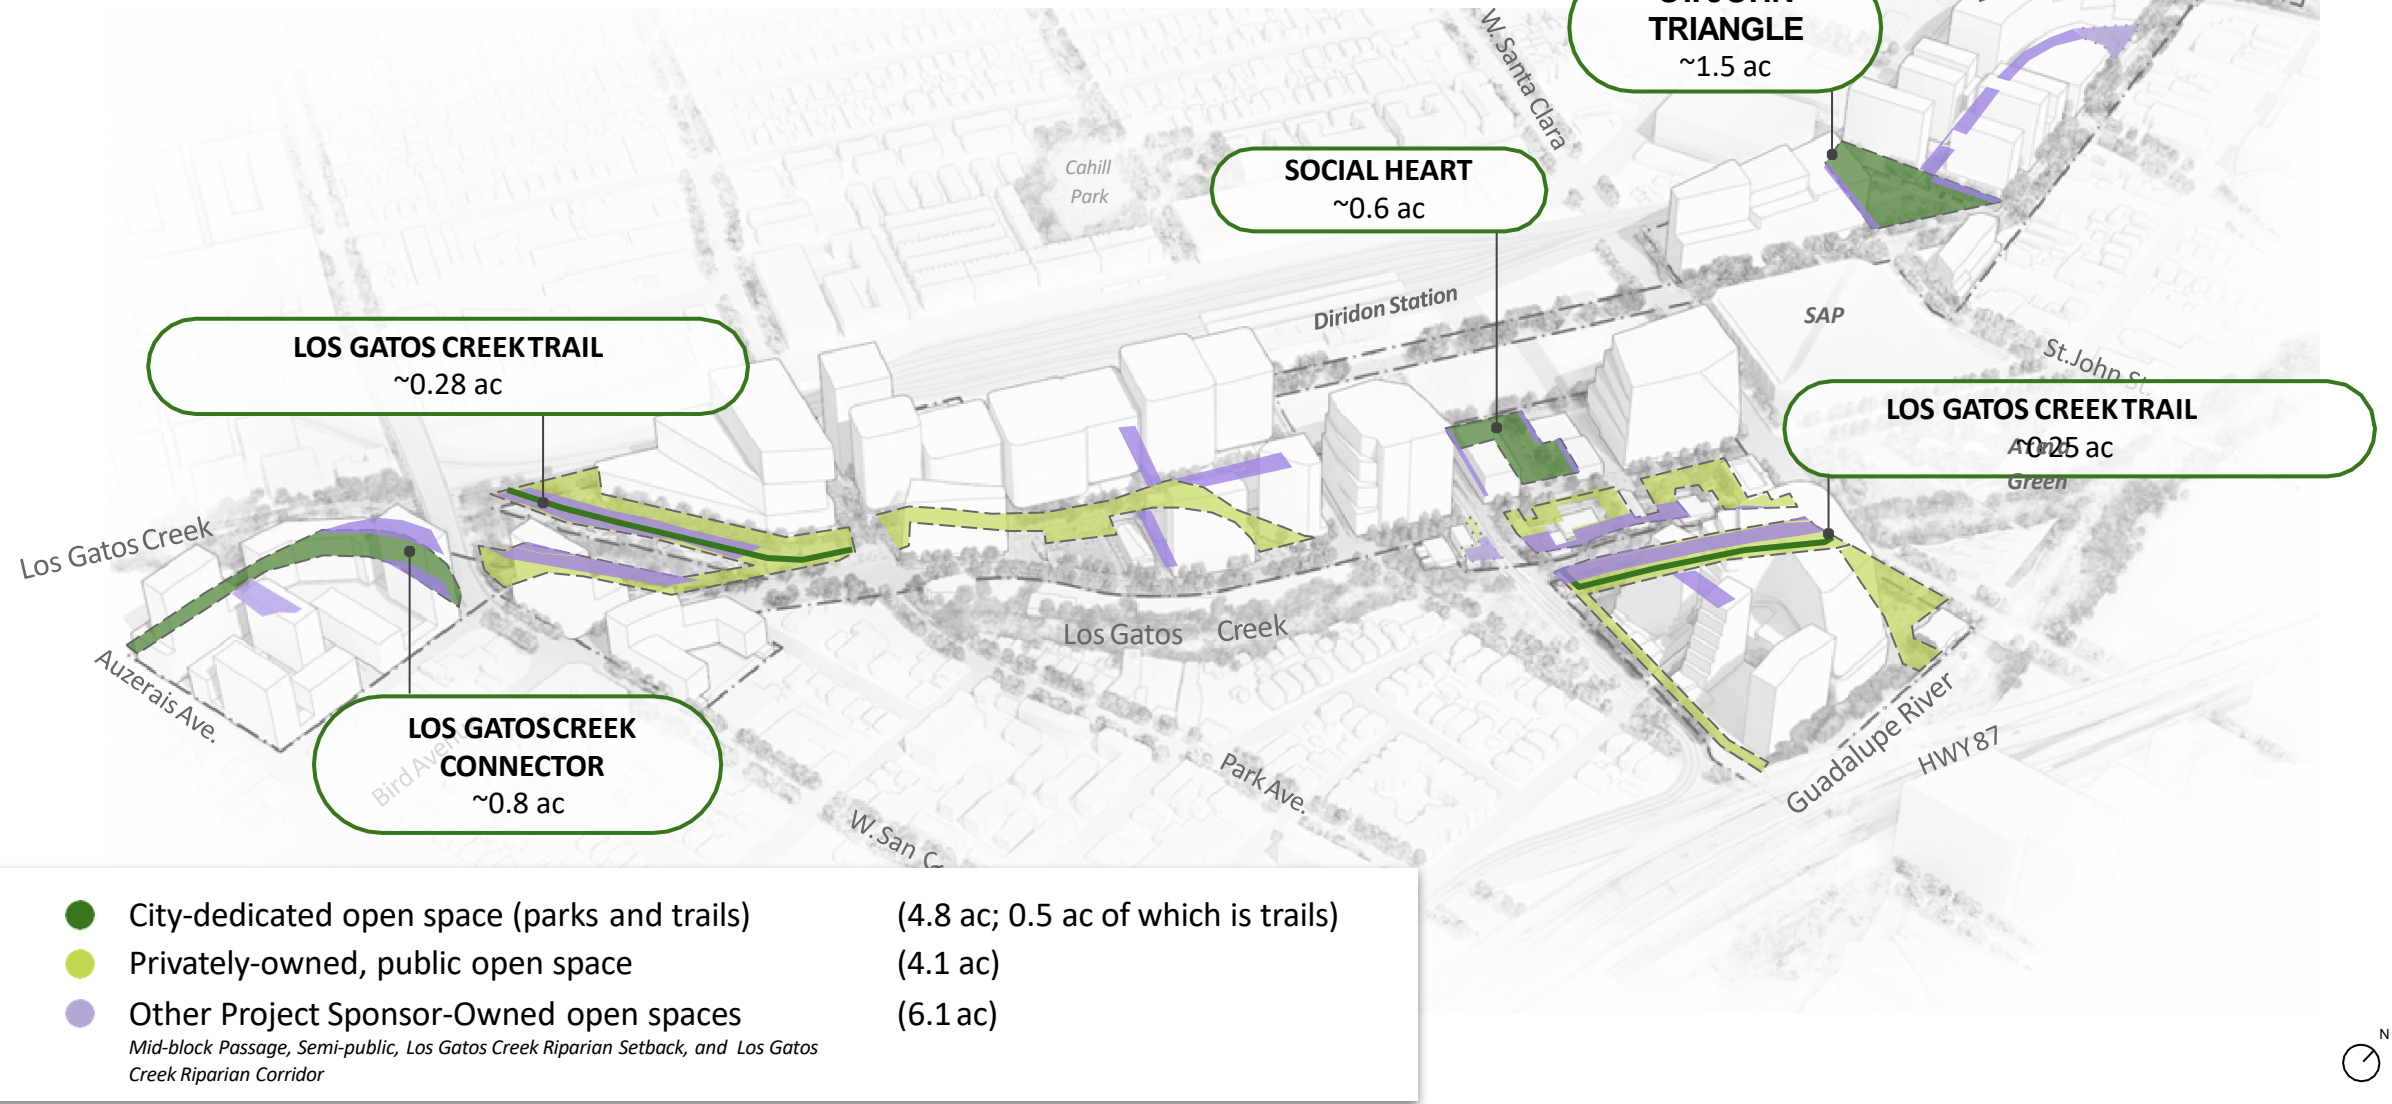 TRIANGLE
~1.5 ac
W. Santa Clara
Cahill
Park
SOCIAL HEART
~0.6 ac
Diridon Station
SAP
St.John St.
LOS GATOS CREEK TRAIL
~0.28 ac
LOS GATOS CREEK TRAIL
~0.25 ac
Green
Los Gatos Creek
Los Gatos Creek
Auzerais Ave.
LOS GATOS CREEK
CONNECTOR
~0.8 ac
Bird Avenue
Park Ave.
W. San C
Guadalupe River
HWY 87
City-dedicated open space (parks and trails) (4.8 ac; 0.5 ac of which is trails)
Privately-owned, public open space (4.1 ac)
Other Project Sponsor-Owned open spaces (6.1 ac)
Mid-block Passage, Semi-public, Los Gatos Creek Riparian Setback, and Los Gatos
Creek Riparian Corridor
N